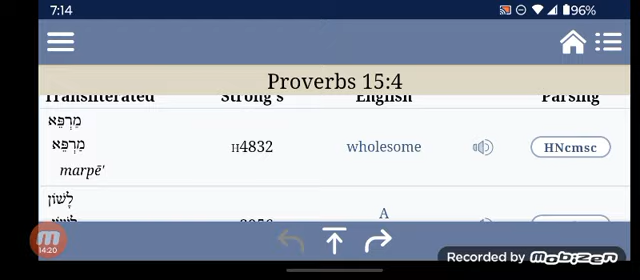 7:14 96%
Proverbs 15:4
Transliterated Strong's English Parsing
מַרְפֵּא
מַרְפֵּא H4832 wholesome HNcmsc
marpē'
לָשׁוֹן
A
14:20
Recorded by Mobizen